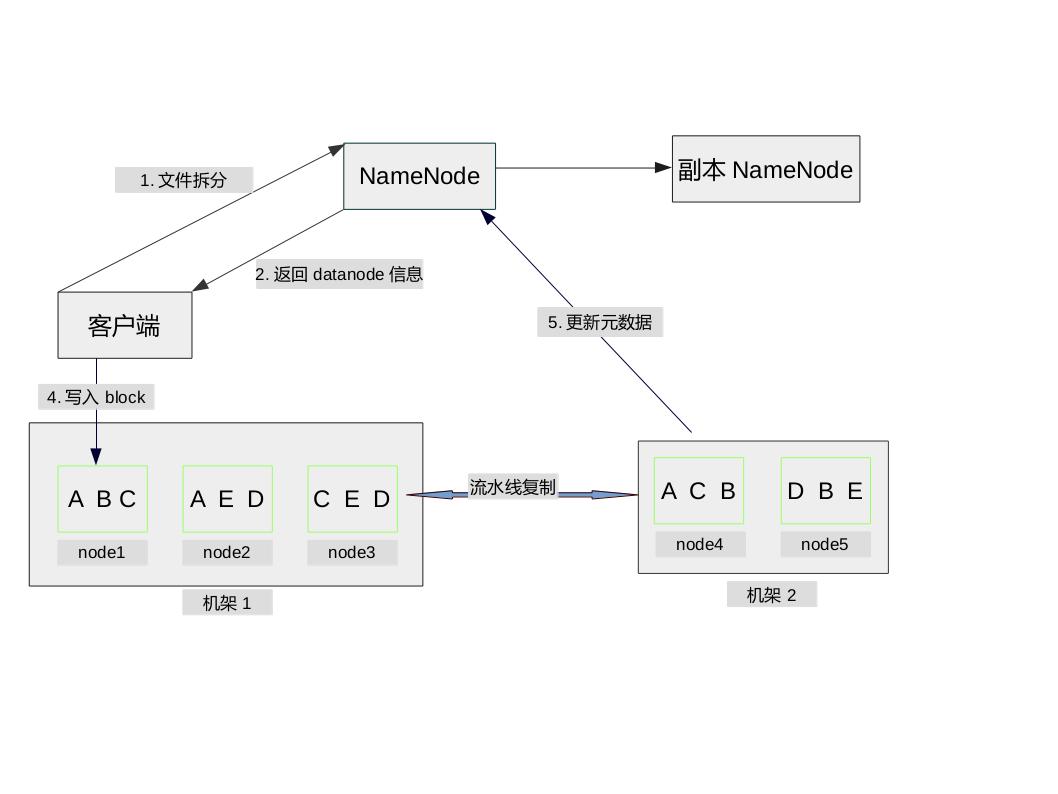 NameNode
副本 NameNode
1. 文件拆分
2. 返回 datanode 信息
客户端
5. 更新元数据
4. 写入 block
A B C
A E D
C E D
流水线复制
A C B
D B E
node1
node2
node3
node4
node5
机架 1
机架 2